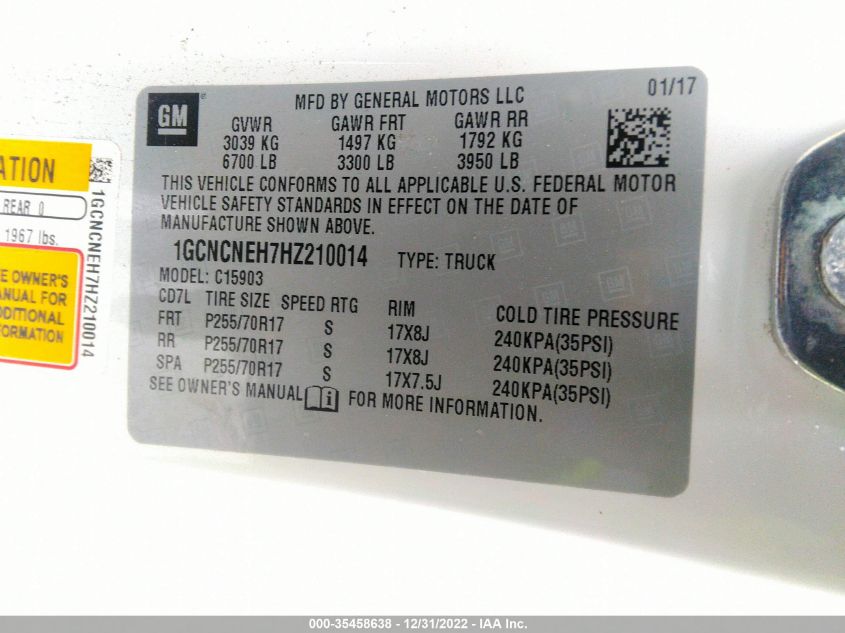 GM
MFD BY GENERAL MOTORS LLC
01/17
GVWR GAWR FRT GAWR RR
3039 KG 1497 KG 1792 KG
6700 LB 3300 LB 3950 LB
THIS VEHICLE CONFORMS TO ALL APPLICABLE U.S. FEDERAL MOTOR
VEHICLE SAFETY STANDARDS IN EFFECT ON THE DATE OF
MANUFACTURE SHOWN ABOVE.
1GCNCNEH7HZ210014 TYPE: TRUCK
MODEL: C15903
CD7L TIRE SIZE SPEED RTG RIM COLD TIRE PRESSURE
FRT P255/70R17 S 17X8J 240KPA(35PSI)
RR P255/70R17 S 17X8J 240KPA(35PSI)
SPA P255/70R17 S 17X7.5J 240KPA(35PSI)
SEE OWNER'S MANUAL i FOR MORE INFORMATION.
ATION
REAR 0
1967 lbs.
E OWNER'S
ANUAL FOR
DDITIONAL
FORMATION
1GCNCNEH7HZ210014
000-35458638 - 12/31/2022 - IAA Inc.